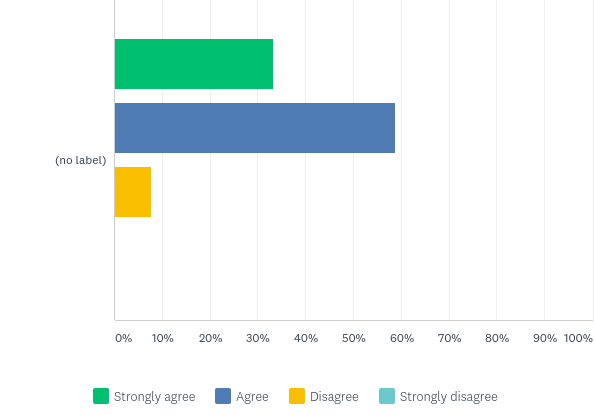 (no label)
0% 10% 20% 30% 40% 50% 60% 70% 80% 90% 100%
Strongly agree Agree Disagree Strongly disagree